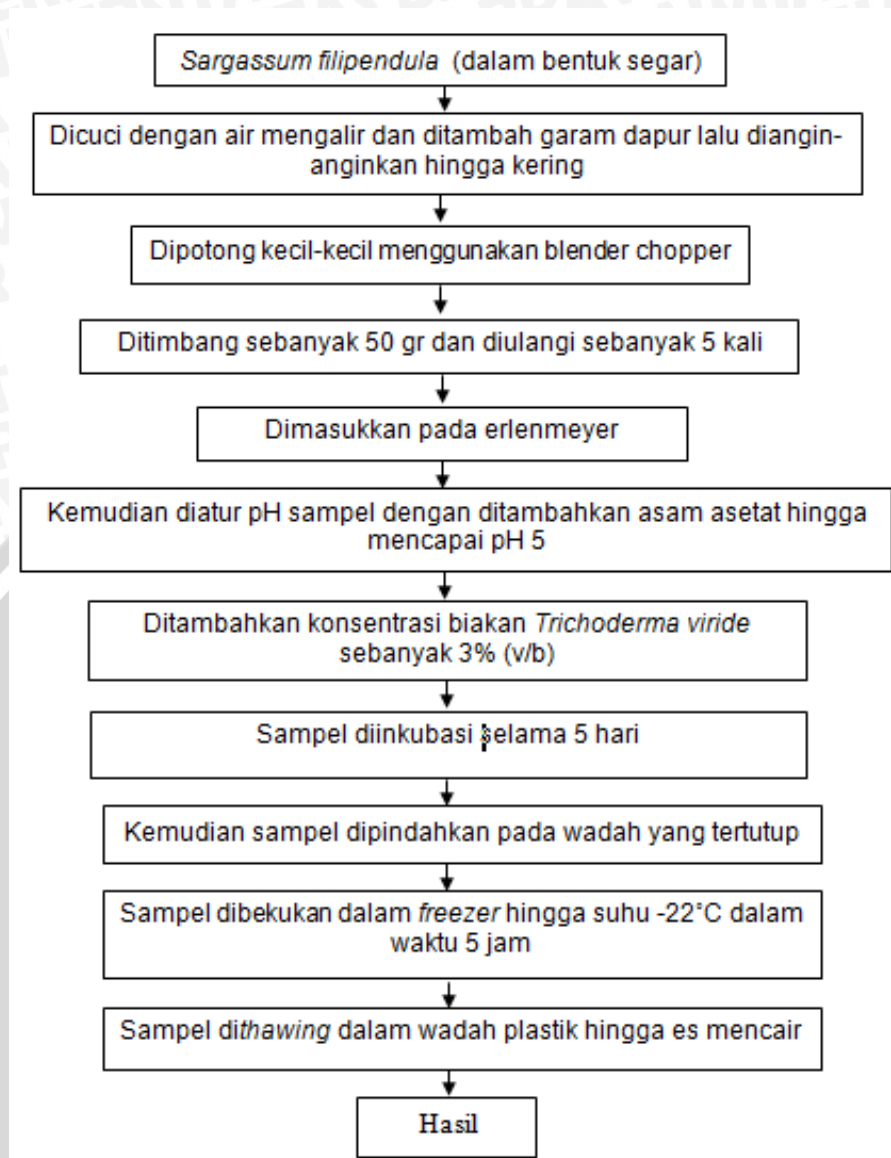 Sargassum filipendula (dalam bentuk segar)
Dicuci dengan air mengalir dan ditambah garam dapur lalu diangin-
anginkan hingga kering
Dipotong kecil-kecil menggunakan blender chopper
Ditimbang sebanyak 50 gr dan diulangi sebanyak 5 kali
Dimasukkan pada erlenmeyer
Kemudian diatur pH sampel dengan ditambahkan asam asetat hingga
mencapai pH 5
Ditambahkan konsentrasi biakan Trichoderma viride
sebanyak 3% (v/b)
Sampel diinkubasi selama 5 hari
Kemudian sampel dipindahkan pada wadah yang tertutup
Sampel dibekukan dalam freezer hingga suhu -22°C dalam
waktu 5 jam
Sampel dithawing dalam wadah plastik hingga es mencair
Hasil